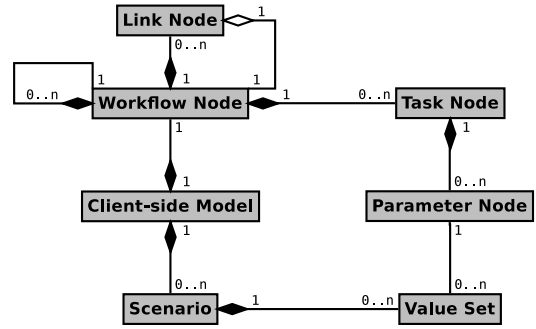 Link Node
1
0..n
1
1
0..n
1
Workflow Node
1
0..n
Task Node
1
1
1
0..n
Client-side Model
Parameter Node
1
1
0..n
0..n
Scenario
1
0..n
Value Set